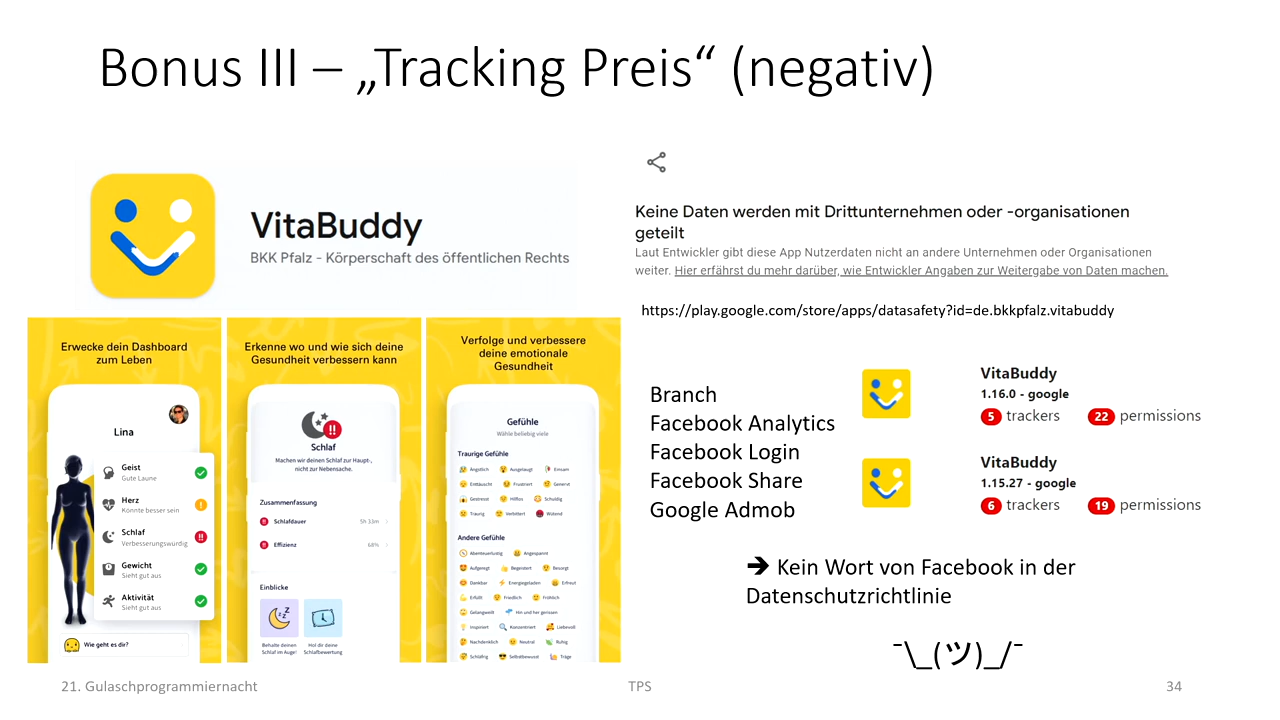 Bonus III – „Tracking Preis“ (negativ)
VitaBuddy
BKK Pfalz - Körperschaft des öffentlichen Rechts
Erwecke dein Dashboard
zum Leben
Lina
Geist
Gute Laune
Herz
Könnte besser sein
Schlaf
Verbesserungswürdig
Gewicht
Sieht gut aus
Aktivität
Sieht gut aus
Wie geht es dir?
Erkenne wo und wie sich deine
Gesundheit verbessern kann
Schlaf
Machen wir deinen Schlaf zur Haupt-,
nicht zur Nebensache.
Zusammenfassung
Schlafdauer 5h 33m
Effizienz 68%
Einblicke
Behalte deinen
Schlaf im Auge!
Hol dir deine
Schlafbewertung
Verfolge und verbessere
deine emotionale
Gesundheit
Gefühle
Wähle beliebig viele
Traurige Gefühle
Ängstlich Ausgelaugt Einsam
Enttäuscht Frustriert Genervt
Gestresst Hilflos Schuldig
Traurig Verbittert Wütend
Andere Gefühle
Abenteuerlustig Angespannt
Aufgeregt Begeistert Besorgt
Dankbar Energiegeladen Erfreut
Erfüllt Friedlich Fröhlich
Gelangweilt Hin und her gerissen
Inspiriert Konzentriert Liebevoll
Nachdenklich Neutral Ruhig
Schläfrig Selbstbewusst Träge
Keine Daten werden mit Drittunternehmen oder -organisationen
geteilt
Laut Entwickler gibt diese App Nutzerdaten nicht an andere Unternehmen oder Organisationen
weiter. Hier erfährst du mehr darüber, wie Entwickler Angaben zur Weitergabe von Daten machen.
https://play.google.com/store/apps/datasafety?id=de.bkkpfalz.vitabuddy
Branch
Facebook Analytics
Facebook Login
Facebook Share
Google Admob
VitaBuddy
1.16.0 - google
5 trackers 22 permissions
VitaBuddy
1.15.27 - google
6 trackers 19 permissions
➔ Kein Wort von Facebook in der
Datenschutzrichtlinie
¯\_(ツ)_/¯
21. Gulaschprogrammiernacht
TPS
34